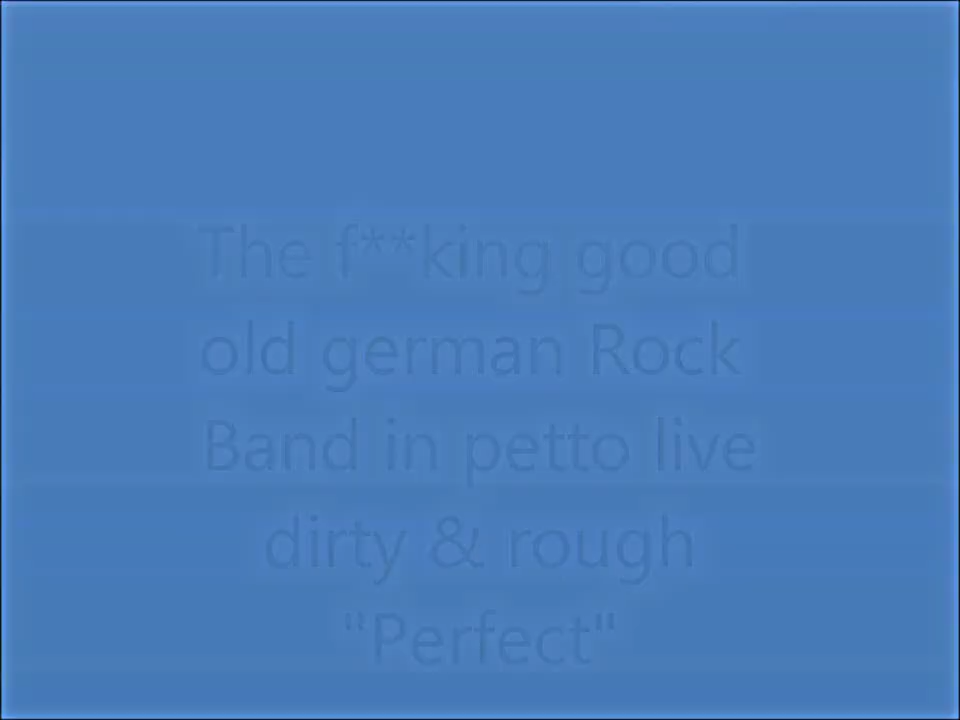 The f**king good
old german Rock
Band in petto live
dirty & rough
"Perfect"